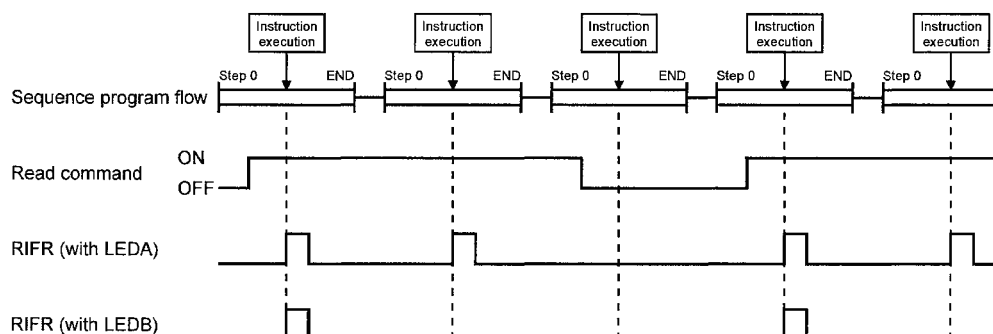 Instruction execution Instruction execution Instruction execution Instruction execution Instruction execution
Step 0 END Step 0 END Step 0 END Step 0 END Step 0
Sequence program flow
ON
Read command
OFF
RIFR (with LEDA)
RIFR (with LEDB)